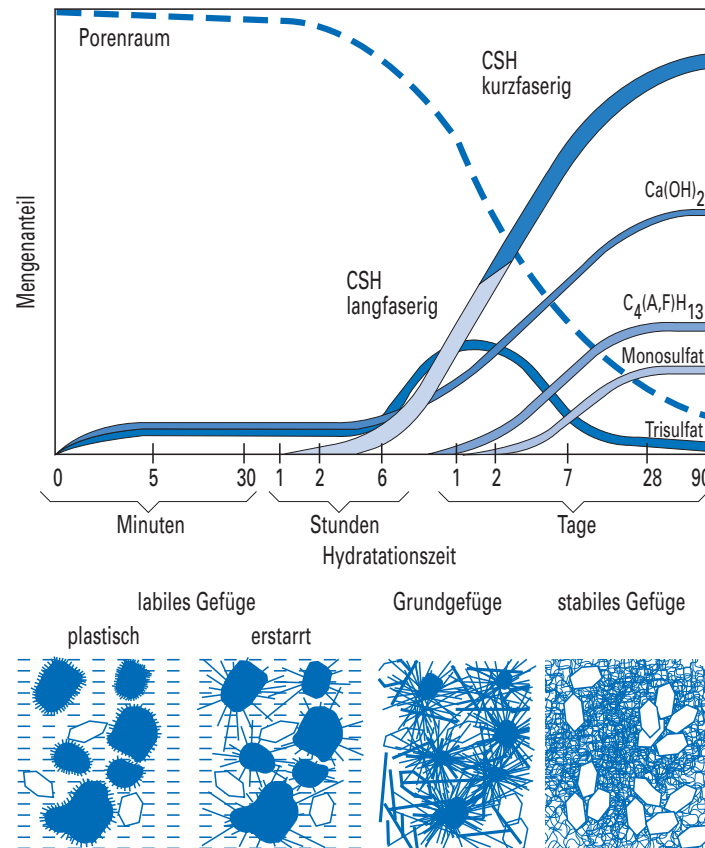 Porenraum
CSH
kurzfaserig
Ca(OH)2
CSH
langfaserig
C4(A,F)H13
Monosulfat
Trisulfat
Mengenanteil
0 5 30 1 2 6 1 2 7 28 90
Minuten Stunden Tage
Hydratationszeit
labiles Gefüge Grundgefüge stabiles Gefüge
plastisch erstarrt